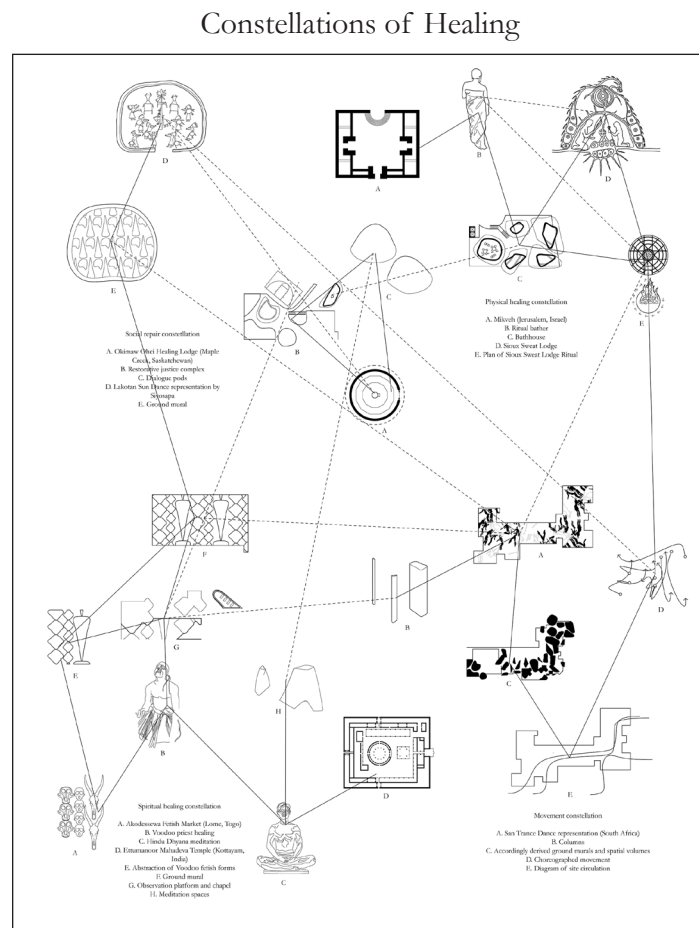 Constellations of Healing
D
A
B
D
E
B
C
C
E
A
Social repair constellation
A. Okimaw Ohci Healing Lodge (Maple
Creek, Saskatchewan)
B. Restorative justice complex
C. Dialogue pods
D. Lakotan Sun Dance representation by
Siyosapa
E. Ground mural
Physical healing constellation
A. Mikveh (Jerusalem, Israel)
B. Ritual bather
C. Bathhouse
D. Sioux Sweat Lodge
E. Plan of Sioux Sweat Lodge Ritual
F
A
B
D
E
G
C
B
H
D
E
A
C
Spiritual healing constellation
A. Akodessewa Fetish Market (Lome, Togo)
B. Voodoo priest healing
C. Hindu Dhyana meditation
D. Ettamanoor Mahadeva Temple (Kottayam,
India)
E. Abstraction of Voodoo fetish forms
F. Ground mural
G. Observation platform and chapel
H. Meditation spaces
Movement constellation
A. San Trance Dance representation (South Africa)
B. Columns
C. Accordingly derived ground murals and spatial volumes
D. Choreographed movement
E. Diagram of site circulation